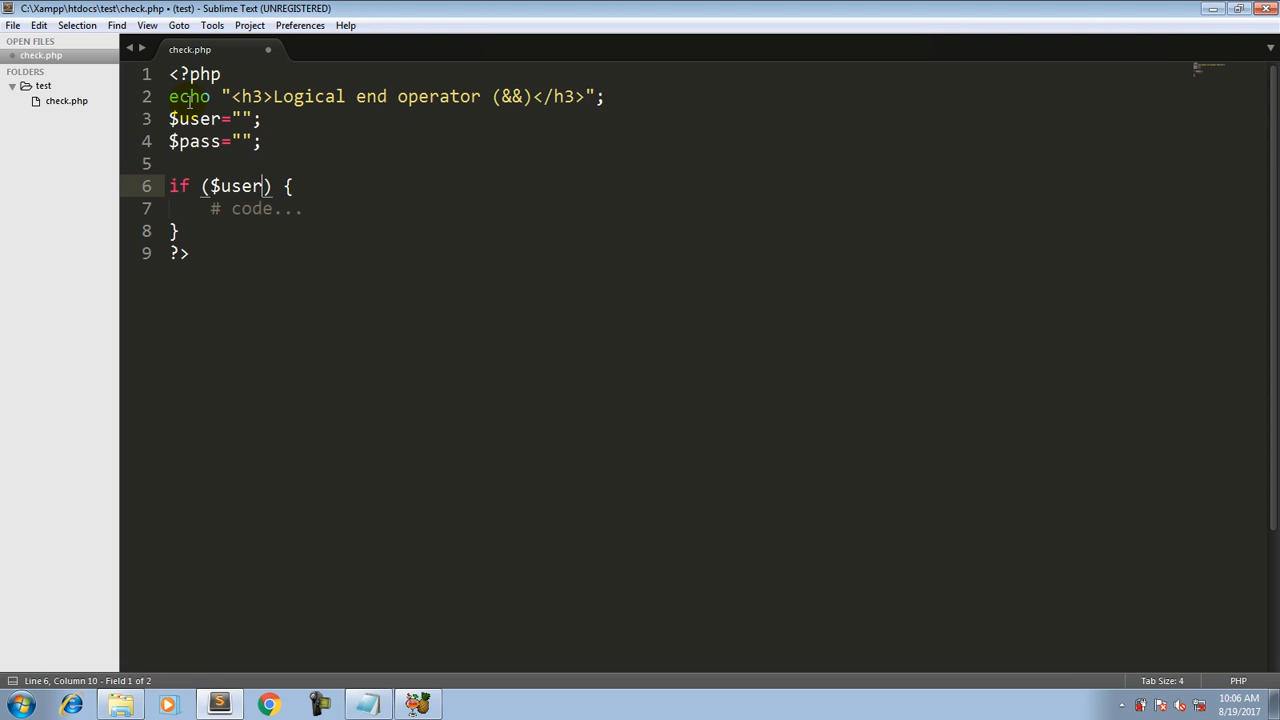 C:\Xampp\htdocs\test\check.php • (test) - Sublime Text (UNREGISTERED)
File Edit Selection Find View Goto Tools Project Preferences Help
OPEN FILES
check.php
FOLDERS
test
check.php
check.php
1 <?php
2 echo "<h3>Logical end operator (&&)</h3>";
3 $user="";
4 $pass="";
5
6 if ($user) {
7 # code...
8 }
9 ?>
Line 6, Column 10 - Field 1 of 2
Tab Size: 4
PHP
10:06 AM
8/19/2017